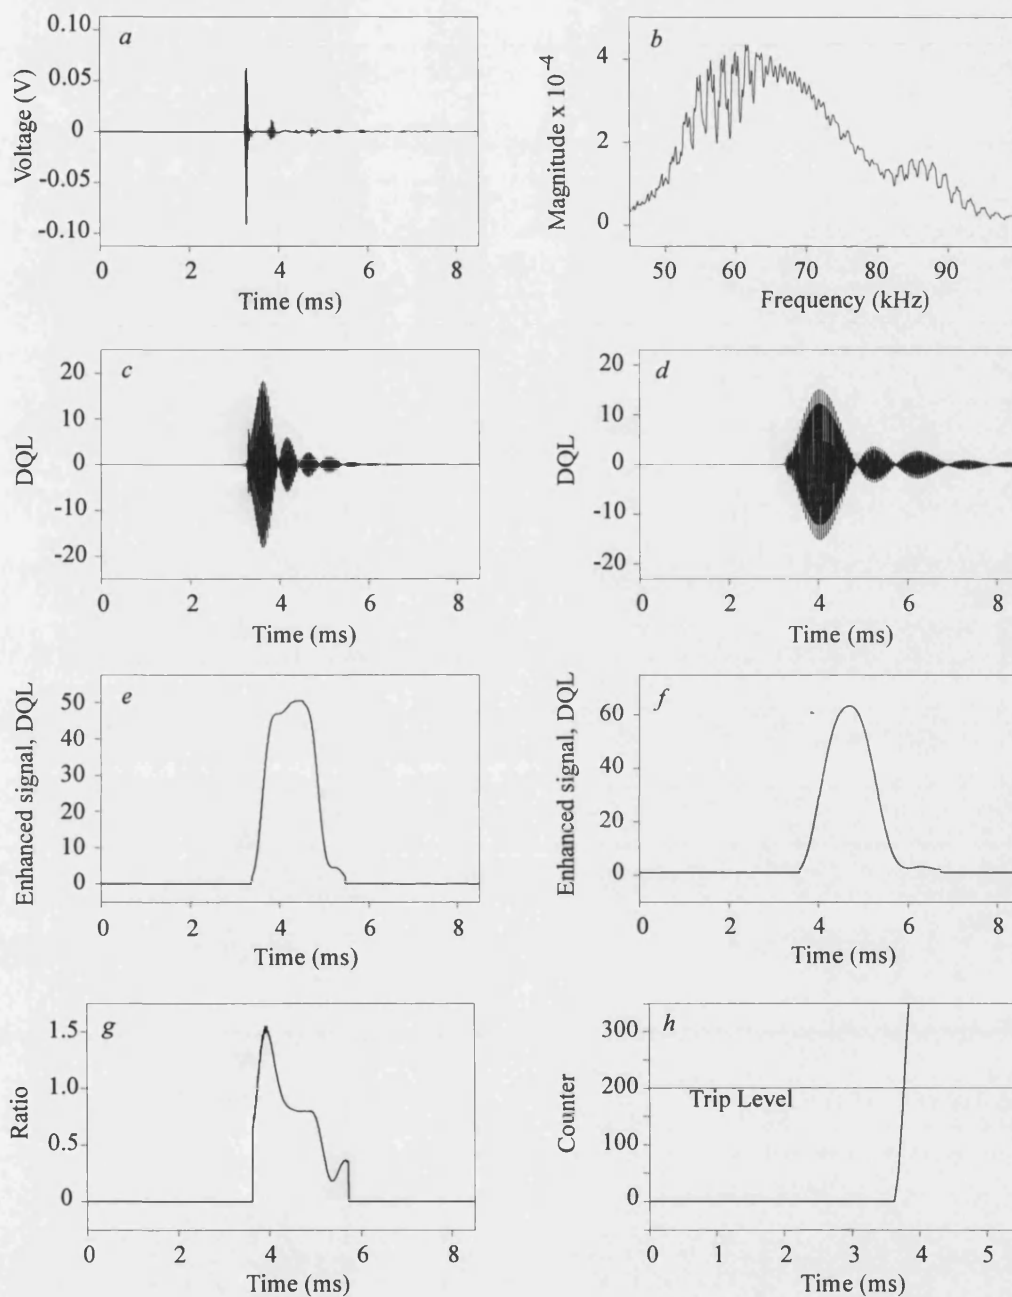 a
0.10
0.05
0
-0.05
-0.10
Voltage (V)
0 2 4 6 8
Time (ms)
b
4
2
0
Magnitude x 10⁻⁴
50 60 70 80 90
Frequency (kHz)
c
20
10
0
-10
-20
DQL
0 2 4 6 8
Time (ms)
d
20
10
0
-10
-20
DQL
0 2 4 6 8
Time (ms)
e
50
40
30
20
10
0
Enhanced signal, DQL
0 2 4 6 8
Time (ms)
f
60
40
20
0
Enhanced signal, DQL
0 2 4 6 8
Time (ms)
g
1.5
1.0
0.5
0
Ratio
0 2 4 6 8
Time (ms)
h
300
200
100
0
Counter
Trip Level
0 1 2 3 4 5
Time (ms)